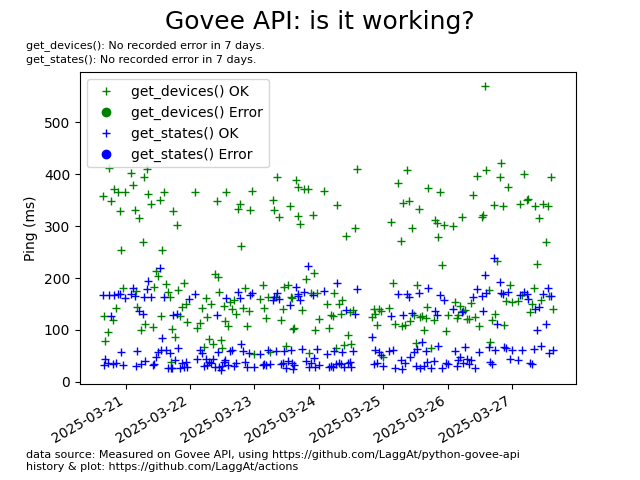 Govee API: is it working?
get_devices(): No recorded error in 7 days.
get_states(): No recorded error in 7 days.
get_devices() OK
get_devices() Error
get_states() OK
get_states() Error
Ping (ms)
500
400
300
200
100
0
2025-03-21
2025-03-22
2025-03-23
2025-03-24
2025-03-25
2025-03-26
2025-03-27
data source: Measured on Govee API, using https://github.com/LaggAt/python-govee-api
history & plot: https://github.com/LaggAt/actions